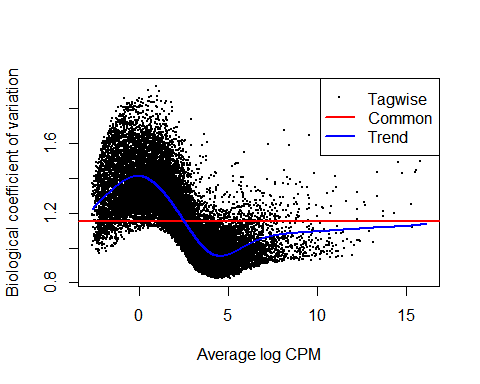 Tagwise
Common
Trend
Biological coefficient of variation
1.6
1.2
0.8
0
5
10
15
Average log CPM